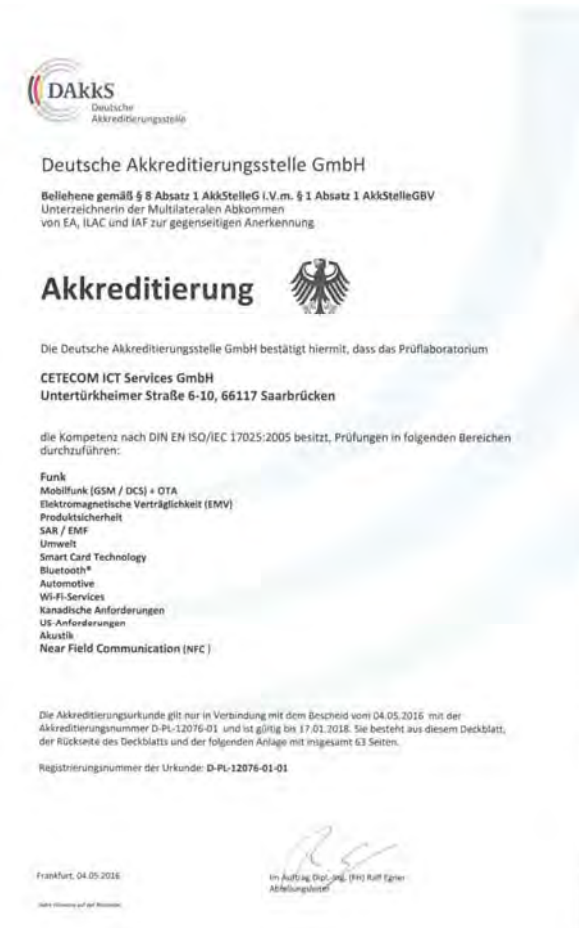 DAkkS
Deutsche
Akkreditierungsstelle
Deutsche Akkreditierungsstelle GmbH
Beliehene gemäß § 8 Absatz 1 AkkStelleG i.V.m. § 1 Absatz 1 AkkStelleGBV
Unterzeichnerin der Multilateralen Abkommen
von EA, ILAC und IAF zur gegenseitigen Anerkennung
Akkreditierung
Die Deutsche Akkreditierungsstelle GmbH bestätigt hiermit, dass das Prüflaboratorium
CETECOM ICT Services GmbH
Untertürkheimer Straße 6-10, 66117 Saarbrücken
die Kompetenz nach DIN EN ISO/IEC 17025:2005 besitzt, Prüfungen in folgenden Bereichen
durchzuführen:
Funk
Mobilfunk (GSM / DCS) + OTA
Elektromagnetische Verträglichkeit (EMV)
Produktsicherheit
SAR / EMF
Umwelt
Smart Card Technology
Bluetooth®
Automotive
Wi-Fi-Services
Kanadische Anforderungen
US-Anforderungen
Akustik
Near Field Communication (NFC )
Die Akkreditierungsurkunde gilt nur in Verbindung mit dem Bescheid vom 04.05.2016 mit der
Akkreditierungsnummer D-PL-12076-01 und ist gültig bis 17.01.2018. Sie besteht aus diesem Deckblatt,
der Rückseite des Deckblatts und der folgenden Anlage mit insgesamt 63 Seiten.
Registrierungsnummer der Urkunde: D-PL-12076-01-01
Frankfurt, 04.05.2016
Im Auftrag Dipl.-Ing. (FH) Ralf Egner
Abteilungsleiter
Siehe Hinweise auf der Rückseite